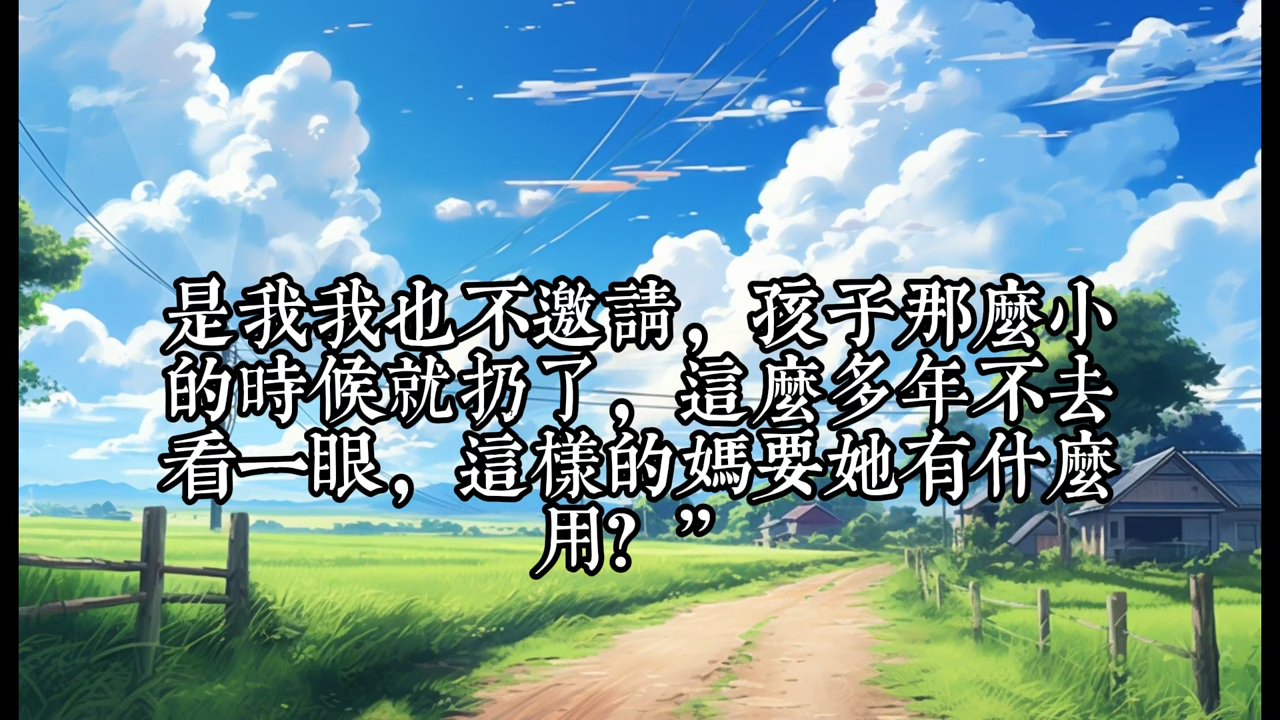 是我我也不邀請，孩子那麼小
的時候就扔了，這麼多年不去
看一眼，這樣的媽要她有什麼
用？”